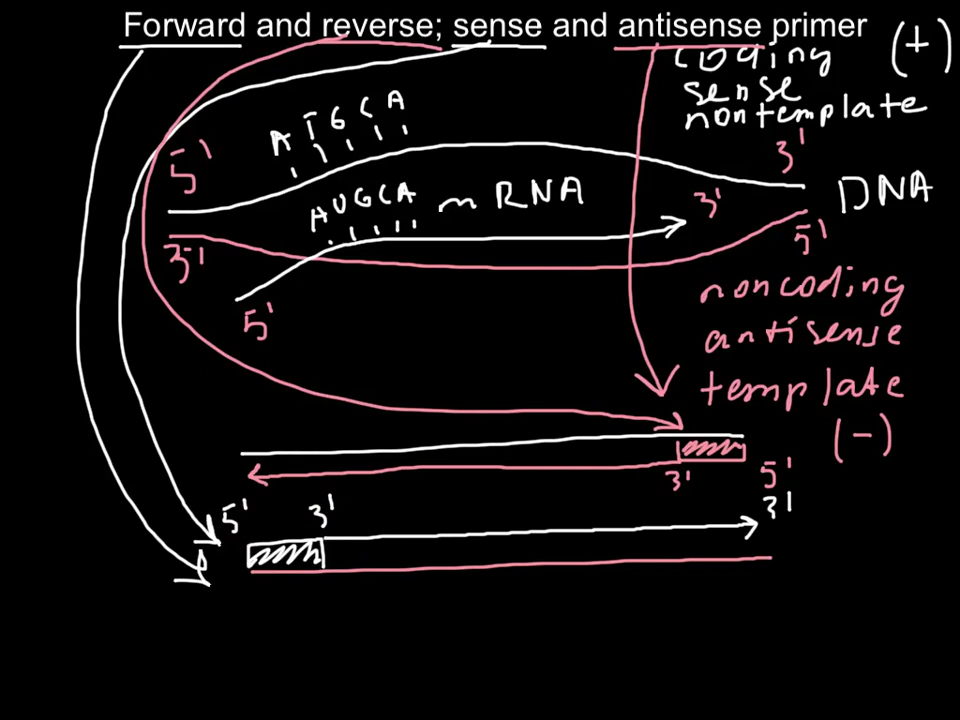 Forward and reverse; sense and antisense primer
coding (+)
sense
nontemplate
ATGCA
5' 3'
DNA
AUGCA mRNA 3'
3' 5'
5'
noncoding
antisense
template
(-)
3' 5'
5' 3' 3'